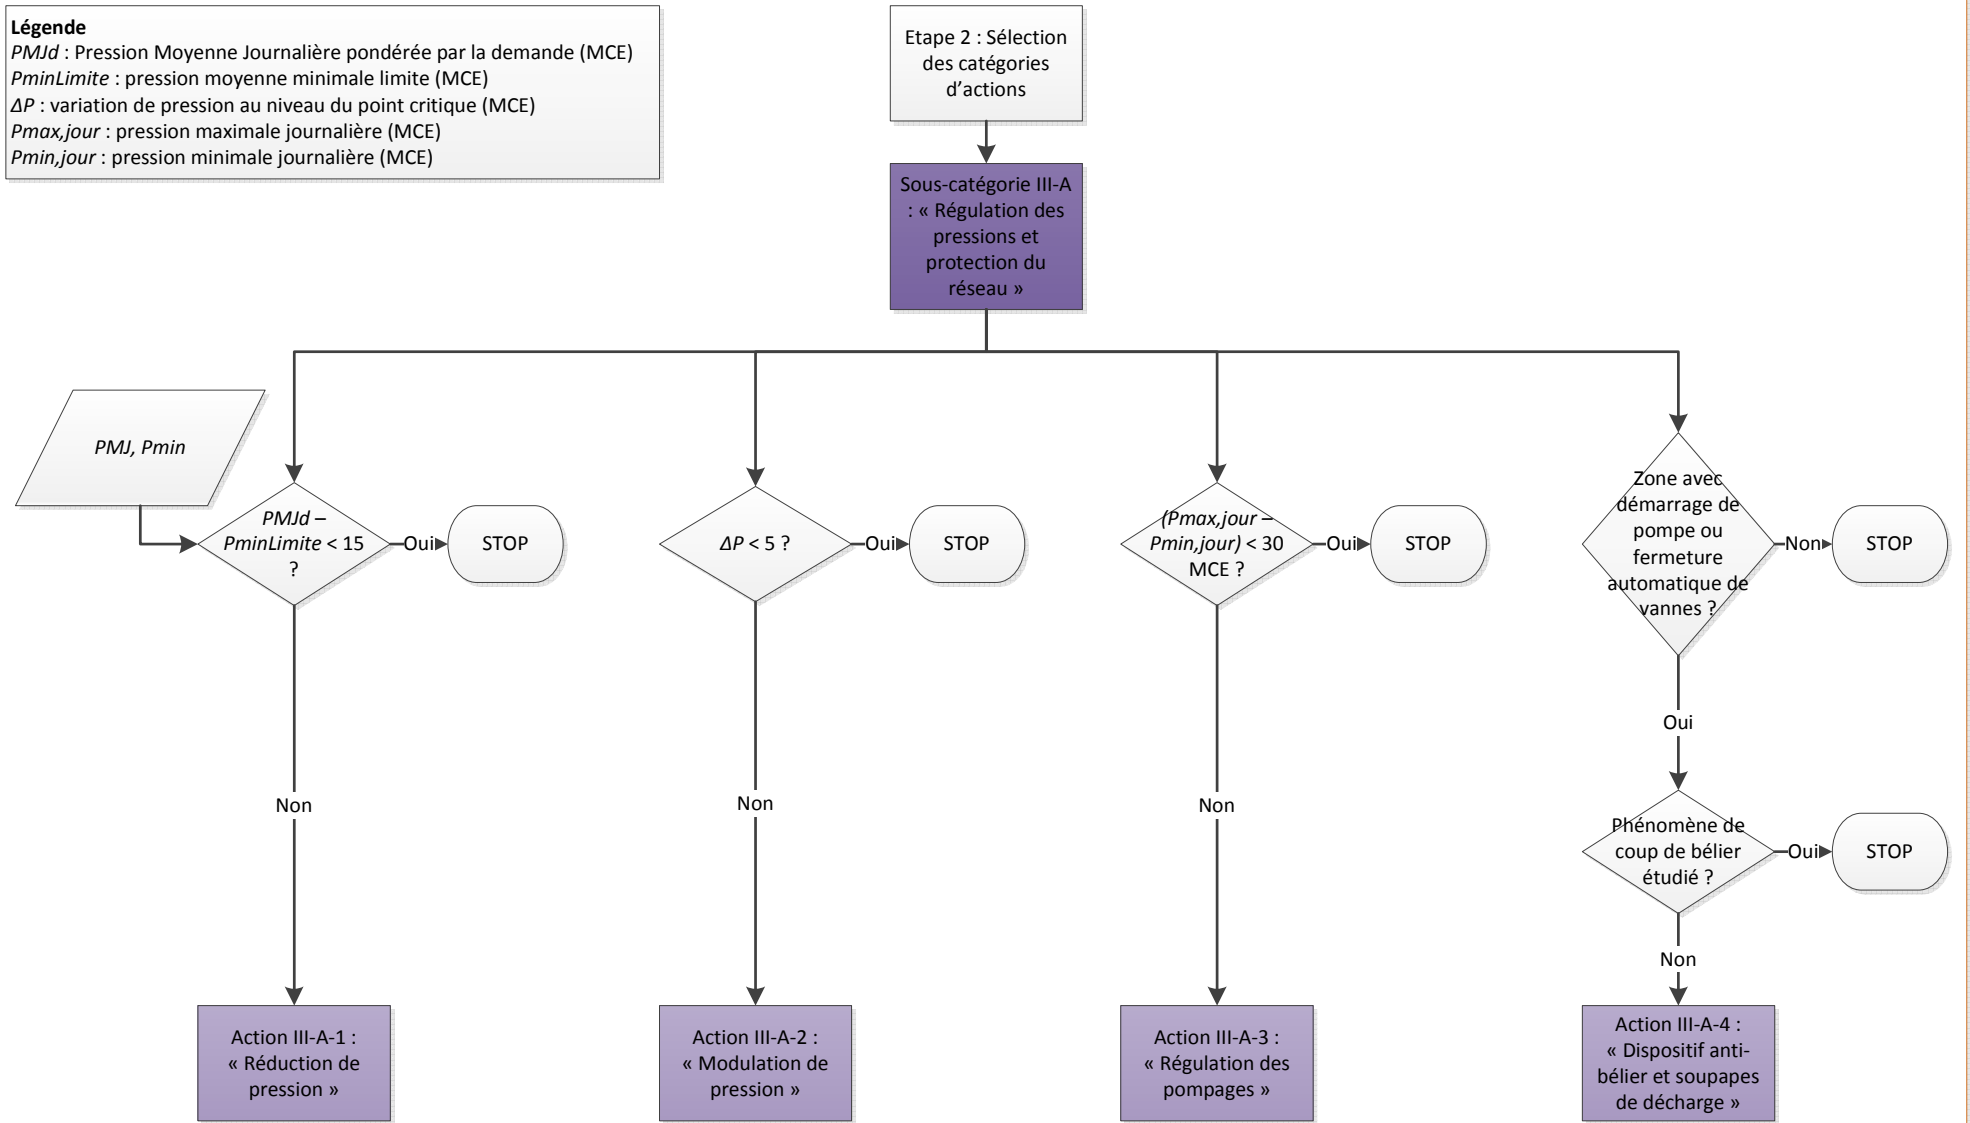 Légende
PMJd : Pression Moyenne Journalière pondérée par la demande (MCE)
PminLimite : pression moyenne minimale limite (MCE)
ΔP : variation de pression au niveau du point critique (MCE)
Pmax,jour : pression maximale journalière (MCE)
Pmin,jour : pression minimale journalière (MCE)
Etape 2 : Sélection
des catégories
d’actions
Sous-catégorie III-A
: « Régulation des
pressions et
protection du
réseau »
PMJ, Pmin
PMJd –
PminLimite < 15
?
Oui
STOP
Non
Action III-A-1 :
« Réduction de
pression »
ΔP < 5 ?
Oui
STOP
Non
Action III-A-2 :
« Modulation de
pression »
(Pmax,jour –
Pmin,jour) < 30
MCE ?
Oui
STOP
Non
Action III-A-3 :
« Régulation des
pompages »
Zone avec
démarrage de
pompe ou
fermeture
automatique de
vannes ?
Non
STOP
Oui
Phénomène de
coup de bélier
étudié ?
Oui
STOP
Non
Action III-A-4 :
« Dispositif anti-
bélier et soupapes
de décharge »